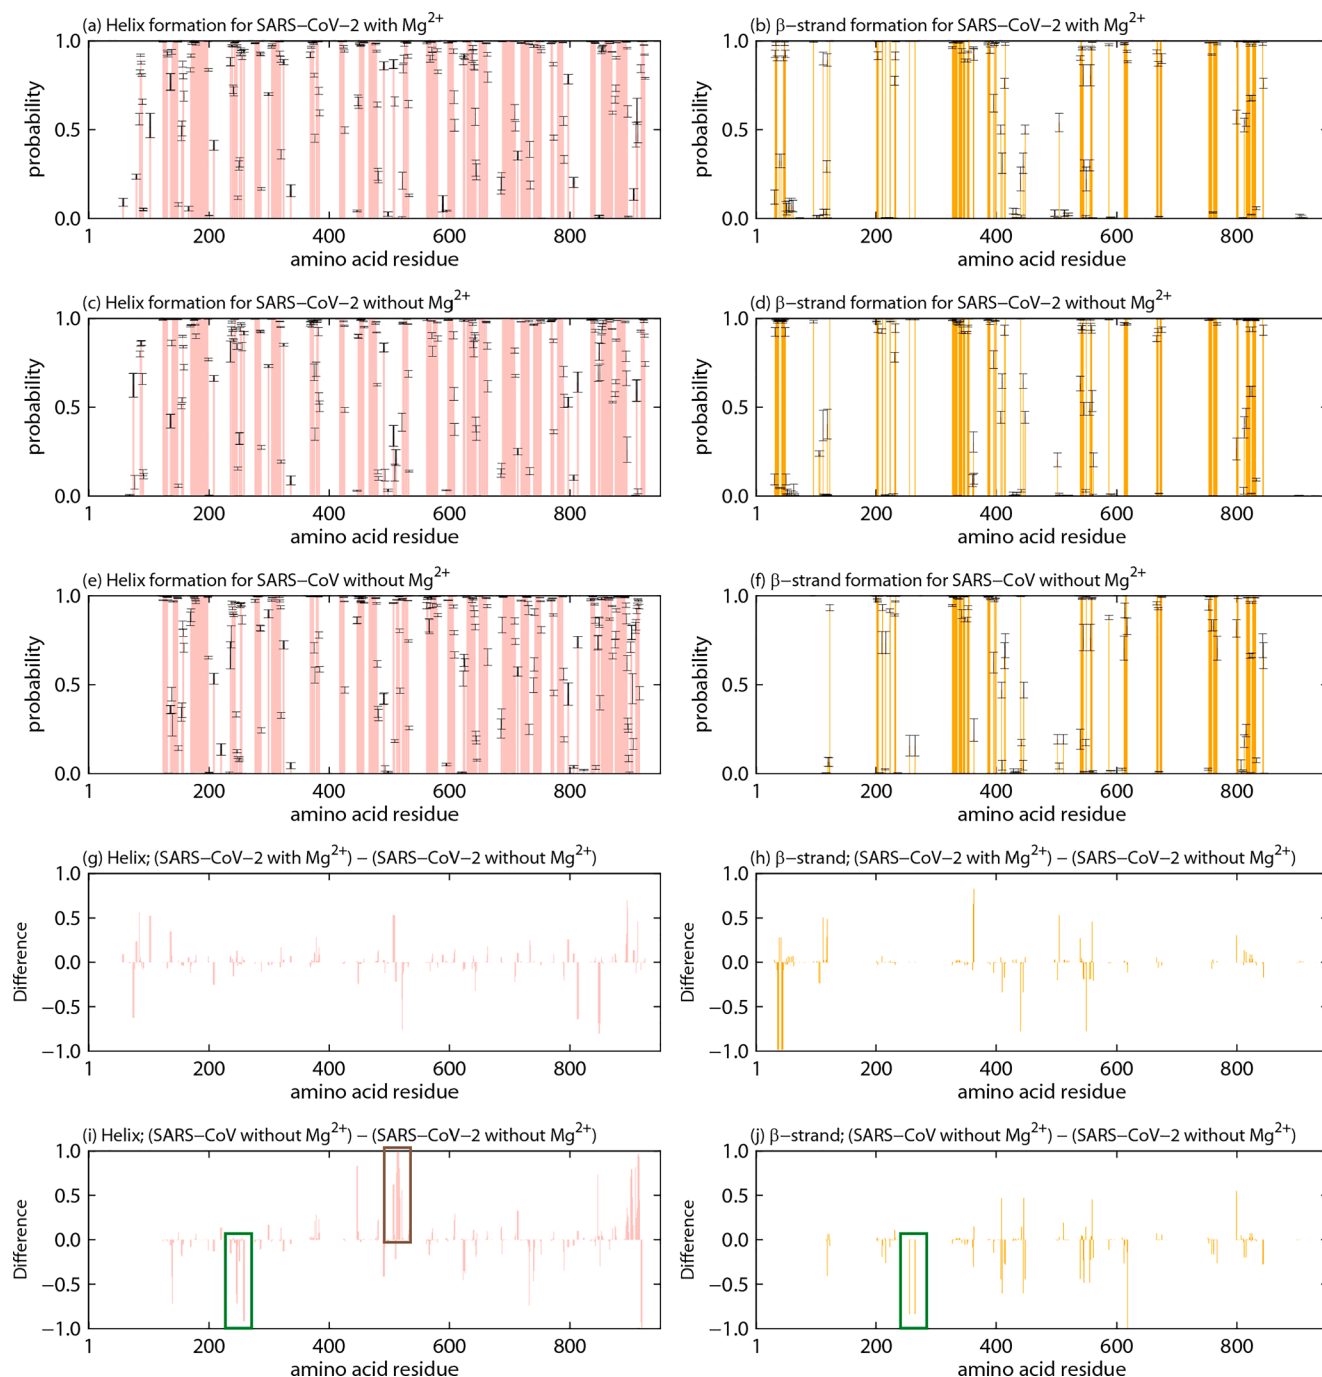 (a) Helix formation for SARS−CoV−2 with Mg2+
(b) β−strand formation for SARS−CoV−2 with Mg2+
1.0
0.5
0.0
probability
1 200 400 600 800
amino acid residue
1.0
0.5
0.0
probability
1 200 400 600 800
amino acid residue
(c) Helix formation for SARS−CoV−2 without Mg2+
(d) β−strand formation for SARS−CoV−2 without Mg2+
1.0
0.5
0.0
probability
1 200 400 600 800
amino acid residue
1.0
0.5
0.0
probability
1 200 400 600 800
amino acid residue
(e) Helix formation for SARS−CoV without Mg2+
(f) β−strand formation for SARS−CoV without Mg2+
1.0
0.5
0.0
probability
1 200 400 600 800
amino acid residue
1.0
0.5
0.0
probability
1 200 400 600 800
amino acid residue
(g) Helix; (SARS−CoV−2 with Mg2+) − (SARS−CoV−2 without Mg2+)
(h) β−strand; (SARS−CoV−2 with Mg2+) − (SARS−CoV−2 without Mg2+)
1.0
0.5
0.0
−0.5
−1.0
Difference
1 200 400 600 800
amino acid residue
1.0
0.5
0.0
−0.5
−1.0
Difference
1 200 400 600 800
amino acid residue
(i) Helix; (SARS−CoV without Mg2+) − (SARS−CoV−2 without Mg2+)
(j) β−strand; (SARS−CoV without Mg2+) − (SARS−CoV−2 without Mg2+)
1.0
0.5
0.0
−0.5
−1.0
Difference
1 200 400 600 800
amino acid residue
1.0
0.5
0.0
−0.5
−1.0
Difference
1 200 400 600 800
amino acid residue